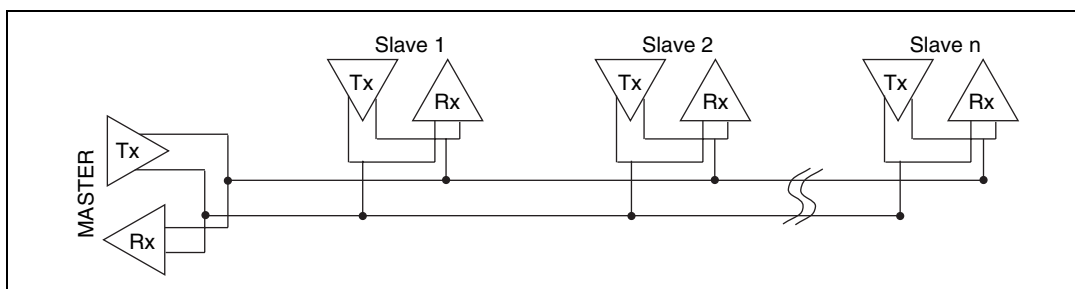 Slave 1
Slave 2
Slave n
Tx
Rx
Tx
Rx
Tx
Rx
MASTER
Tx
Rx